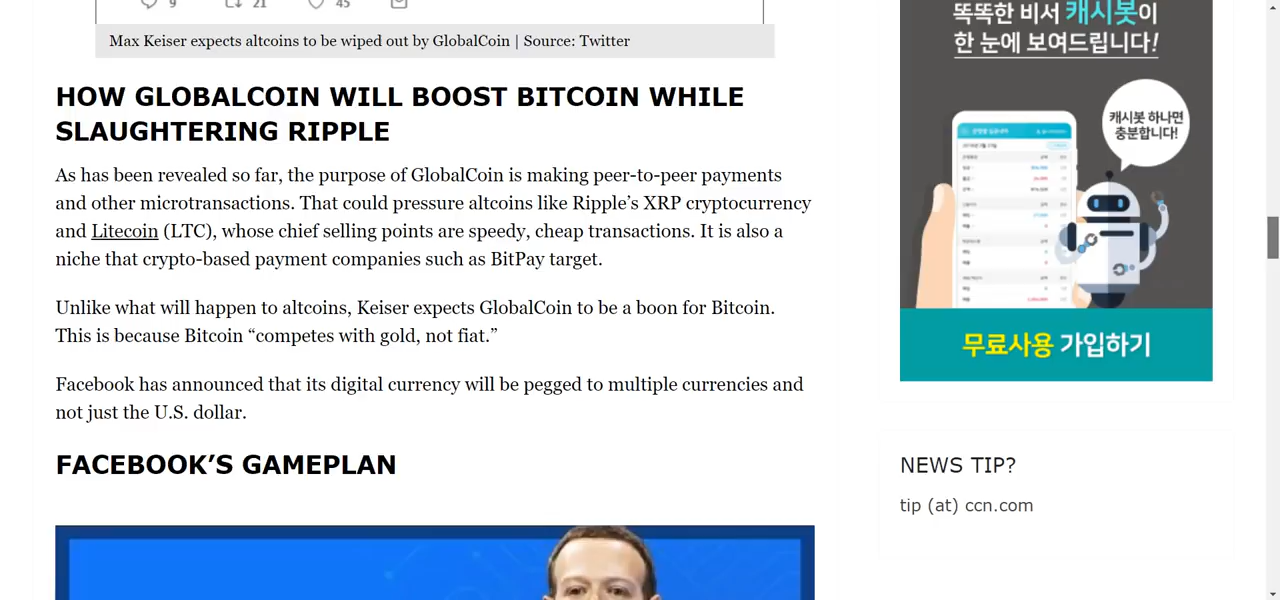 9 21 45
Max Keiser expects altcoins to be wiped out by GlobalCoin | Source: Twitter
HOW GLOBALCOIN WILL BOOST BITCOIN WHILE
SLAUGHTERING RIPPLE
As has been revealed so far, the purpose of GlobalCoin is making peer-to-peer payments
and other microtransactions. That could pressure altcoins like Ripple’s XRP cryptocurrency
and Litecoin (LTC), whose chief selling points are speedy, cheap transactions. It is also a
niche that crypto-based payment companies such as BitPay target.
Unlike what will happen to altcoins, Keiser expects GlobalCoin to be a boon for Bitcoin.
This is because Bitcoin “competes with gold, not fiat.”
Facebook has announced that its digital currency will be pegged to multiple currencies and
not just the U.S. dollar.
FACEBOOK’S GAMEPLAN
똑똑한 비서 캐시봇이
한 눈에 보여드립니다!
캐시봇 하나면
충분합니다!
무료사용 가입하기
NEWS TIP?
tip (at) ccn.com